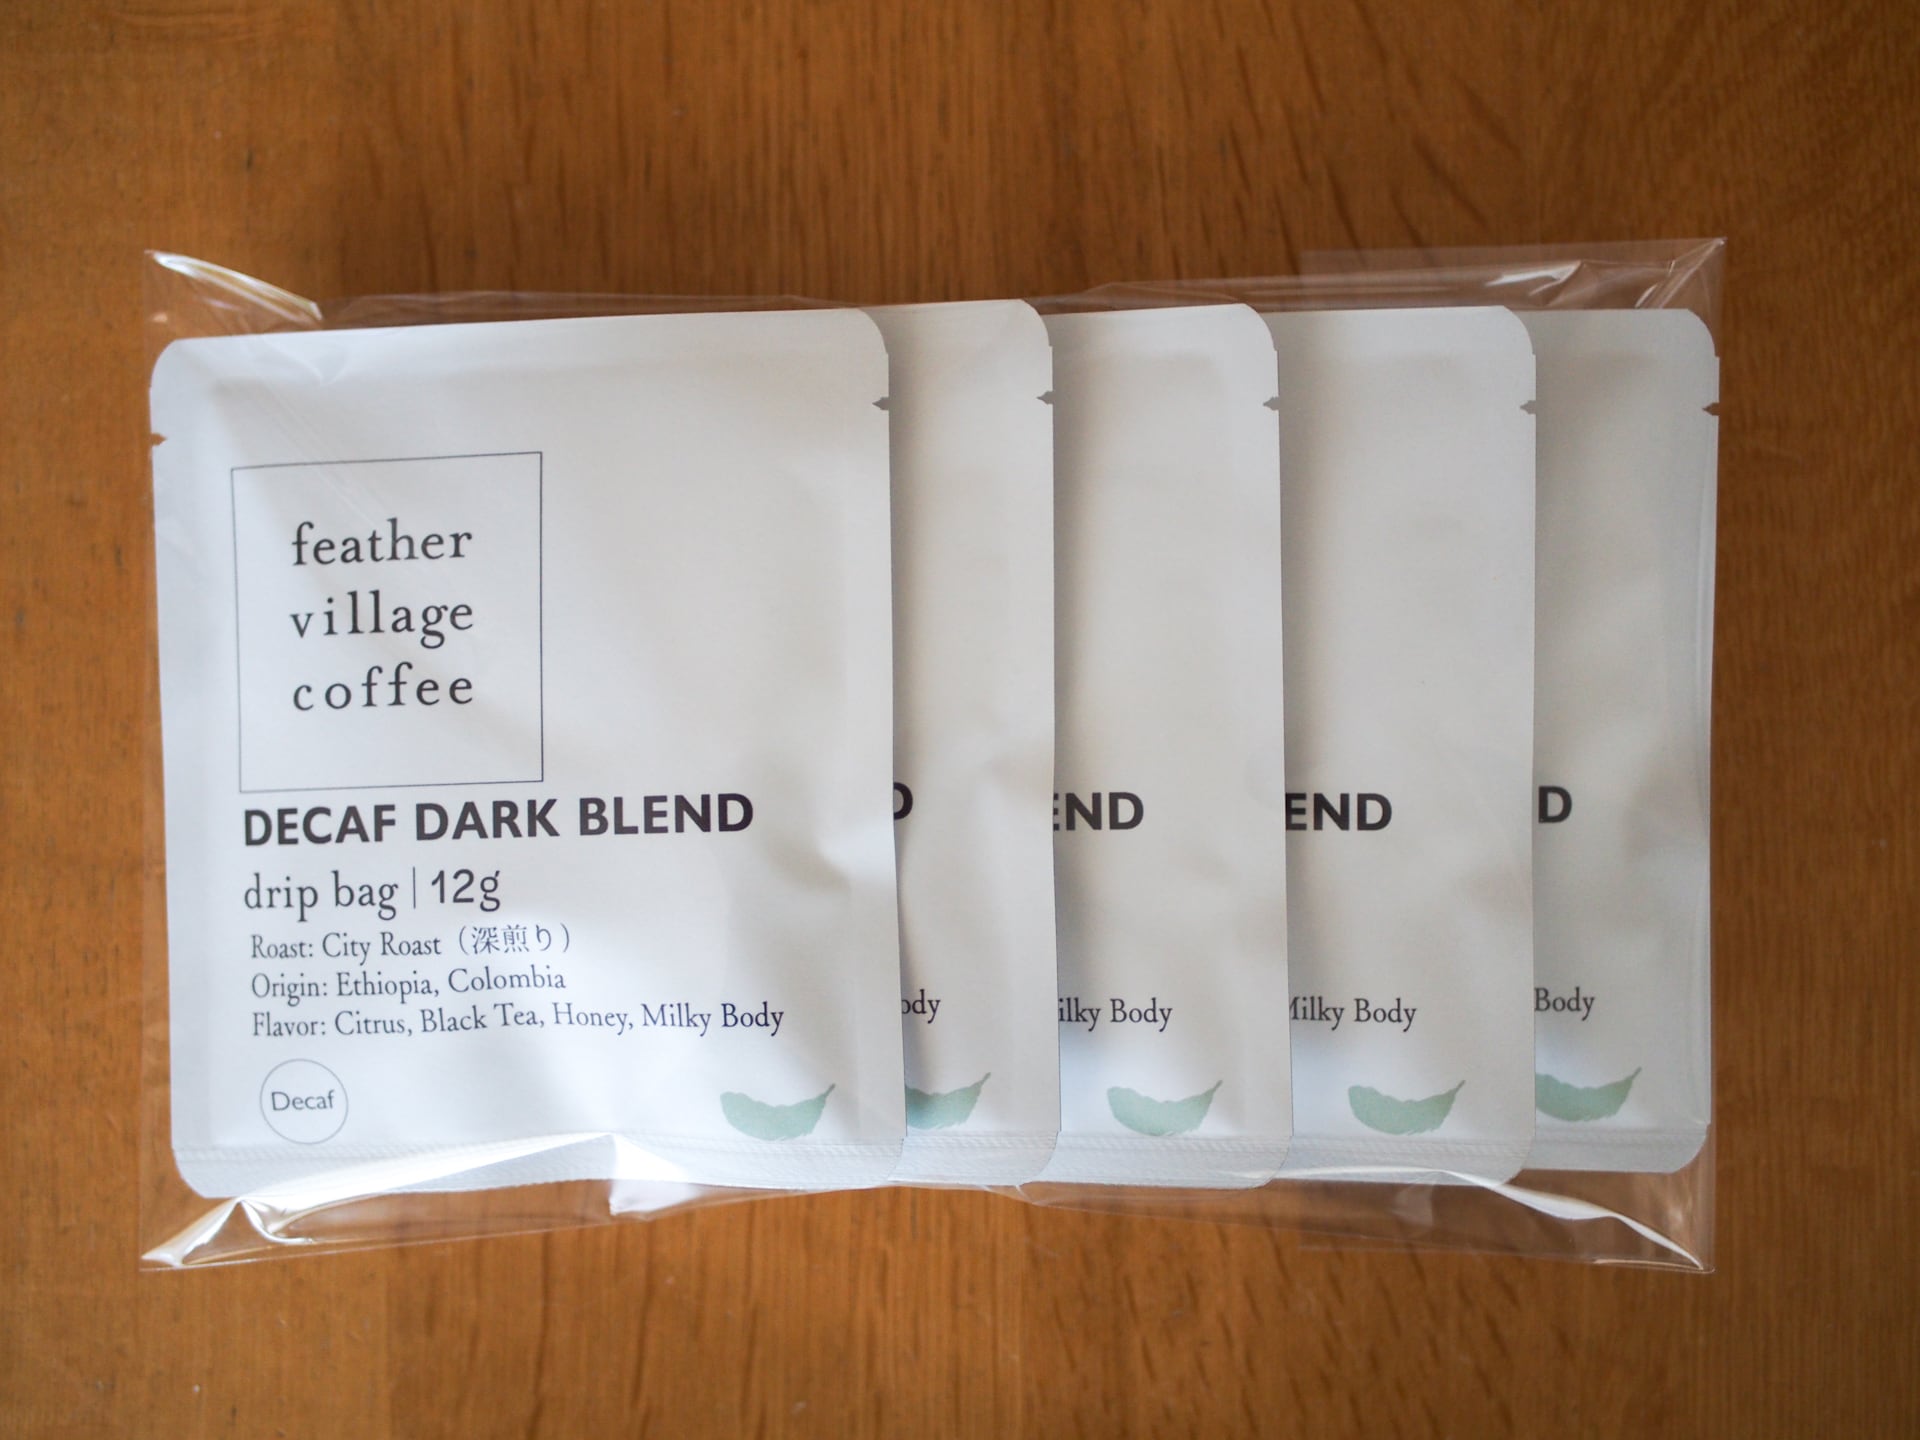 feather
village
coffee
DECAF DARK BLEND
drip bag | 12g
Roast: City Roast（深煎り）
Origin: Ethiopia, Colombia
Flavor: Citrus, Black Tea, Honey, Milky Body
Decaf
D
ody
END
ilky Body
END
Milky Body
D
Body